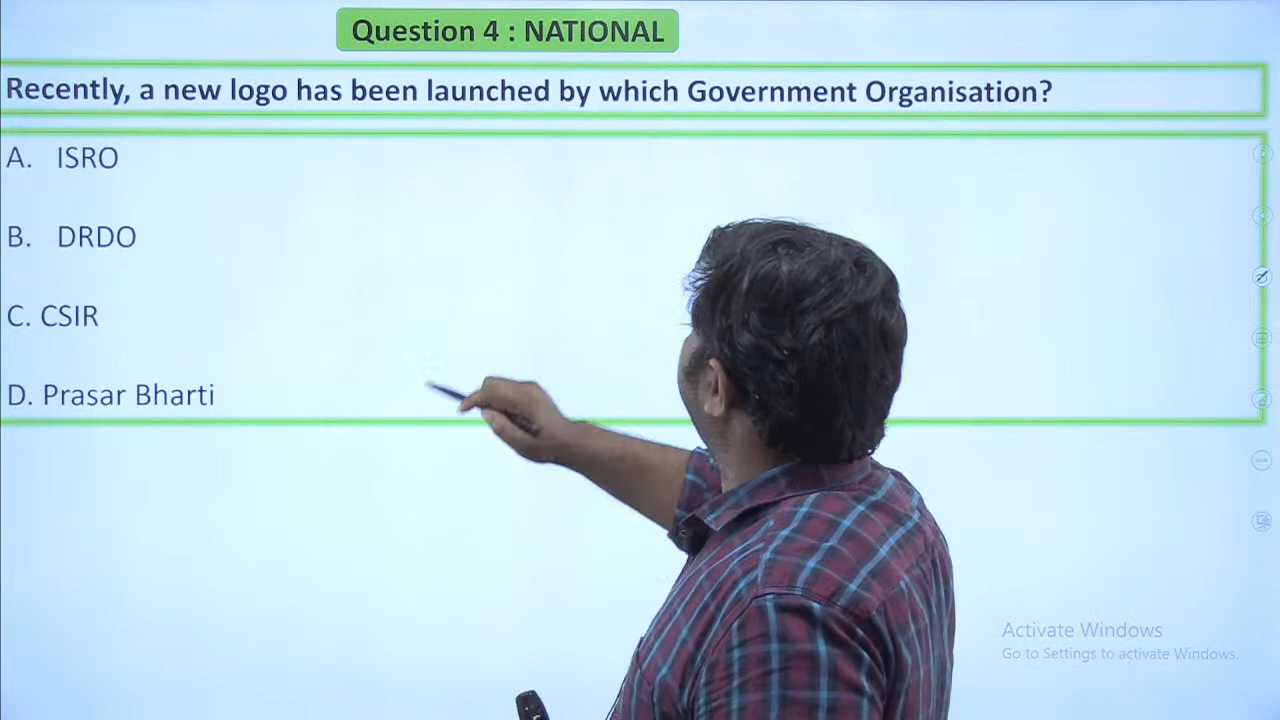 Question 4 : NATIONAL
Recently, a new logo has been launched by which Government Organisation?
A. ISRO
B. DRDO
C. CSIR
D. Prasar Bharti
Activate Windows
Go to Settings to activate Windows.